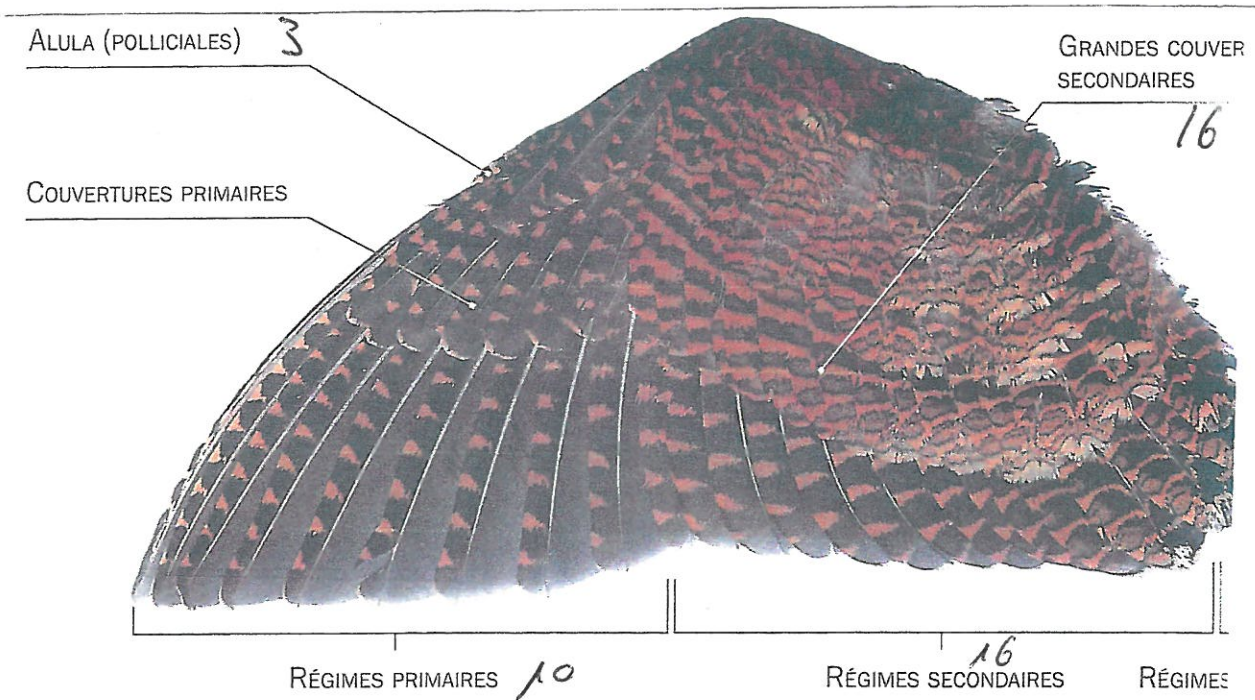 ALULA (POLLICIALES) 3
GRANDES COUVER
SECONDAIRES
16
COUVERTURES PRIMAIRES
RÉGIMES PRIMAIRES 10
RÉGIMES SECONDAIRES 16
RÉGIMES